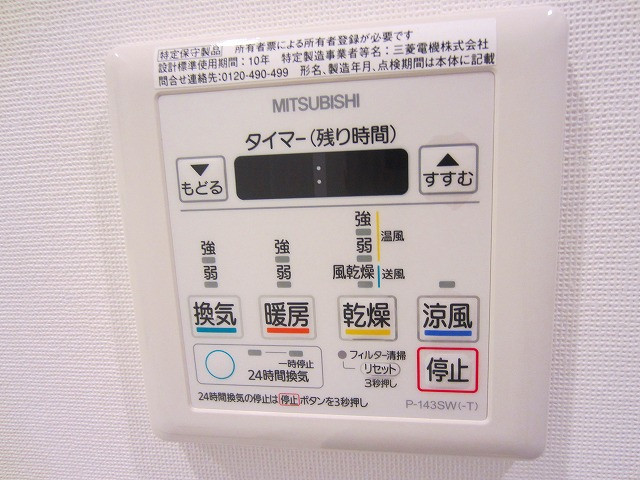 特定保守製品 所有者票による所有者登録が必要です
設計標準使用期間：10年 特定製造事業者等名：三菱電機株式会社
問合せ連絡先:0120-490-499 形名、製造年月、点検期間は本体に記載
MITSUBISHI
タイマー(残り時間)
▼ もどる
▲ すすむ
強 温風
強 強 弱
弱 弱 風乾燥 送風
換気 暖房 乾燥 涼風
一時停止
24時間換気
フィルター清掃
リセット
3秒押し
停止
24時間換気の停止は停止ボタンを3秒押し
P-143SW(-T)